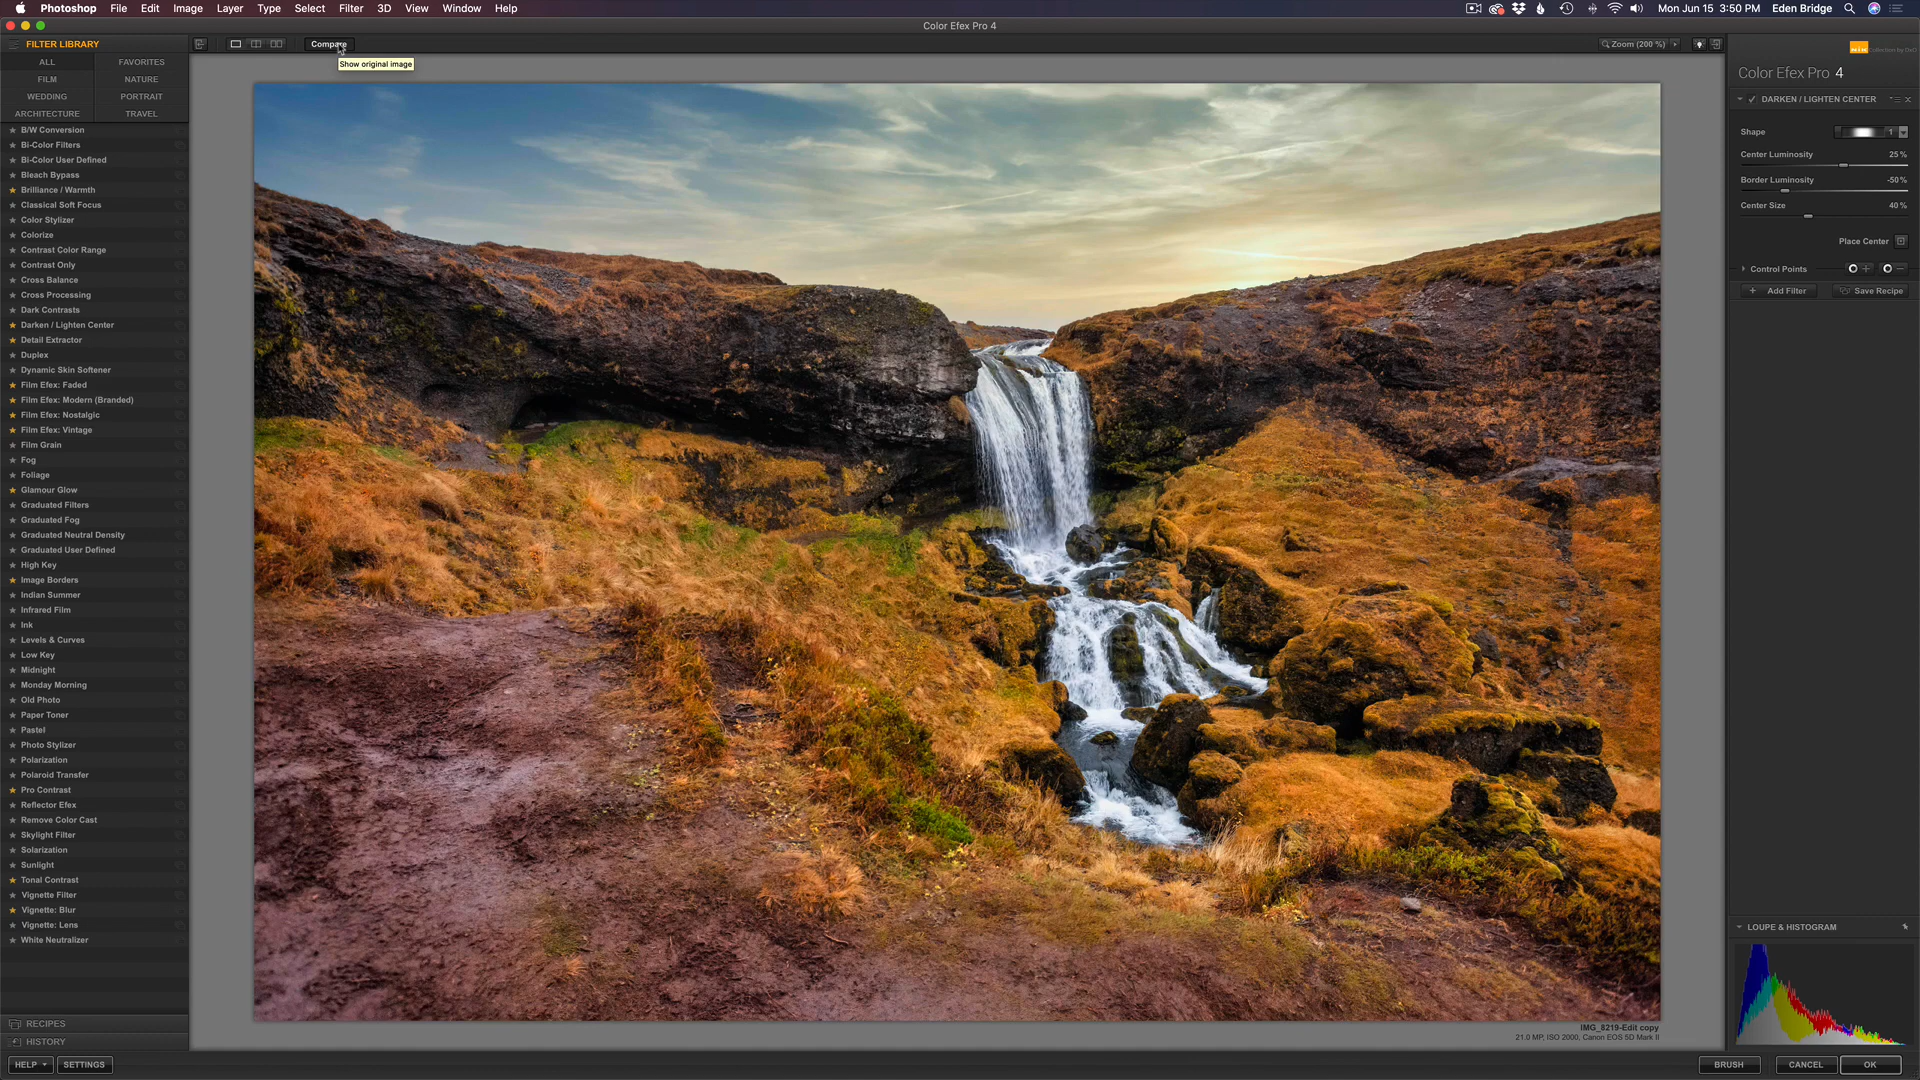 Photoshop File Edit Image Layer Type Select Filter 3D View Window Help
Mon Jun 15 3:50 PM Eden Bridge
Color Efex Pro 4
FILTER LIBRARY
ALL FAVORITES
FILM NATURE
WEDDING PORTRAIT
ARCHITECTURE TRAVEL
B/W Conversion
Bi-Color Filters
Bi-Color User Defined
Bleach Bypass
Brilliance / Warmth
Classical Soft Focus
Color Stylizer
Colorize
Contrast Color Range
Contrast Only
Cross Balance
Cross Processing
Dark Contrasts
Darken / Lighten Center
Detail Extractor
Duplex
Dynamic Skin Softener
Film Efex: Faded
Film Efex: Modern (Branded)
Film Efex: Nostalgic
Film Efex: Vintage
Film Grain
Fog
Foliage
Glamour Glow
Graduated Filters
Graduated Fog
Graduated Neutral Density
Graduated User Defined
High Key
Image Borders
Indian Summer
Infrared Film
Ink
Levels & Curves
Low Key
Midnight
Monday Morning
Old Photo
Paper Toner
Pastel
Photo Stylizer
Polarization
Polaroid Transfer
Pro Contrast
Reflector Efex
Remove Color Cast
Skylight Filter
Solarization
Sunlight
Tonal Contrast
Vignette Filter
Vignette: Blur
Vignette: Lens
White Neutralizer
RECIPES
HISTORY
HELP SETTINGS
Compare
Show original image
Zoom (200 %)
IMG_8219-Edit copy
21.0 MP, ISO 2000, Canon EOS 5D Mark II
Nik Collection by DxO
Color Efex Pro 4
DARKEN / LIGHTEN CENTER
Shape 1
Center Luminosity 25%
Border Luminosity -50%
Center Size 40%
Place Center
Control Points
+ Add Filter Save Recipe
LOUPE & HISTOGRAM
BRUSH CANCEL OK